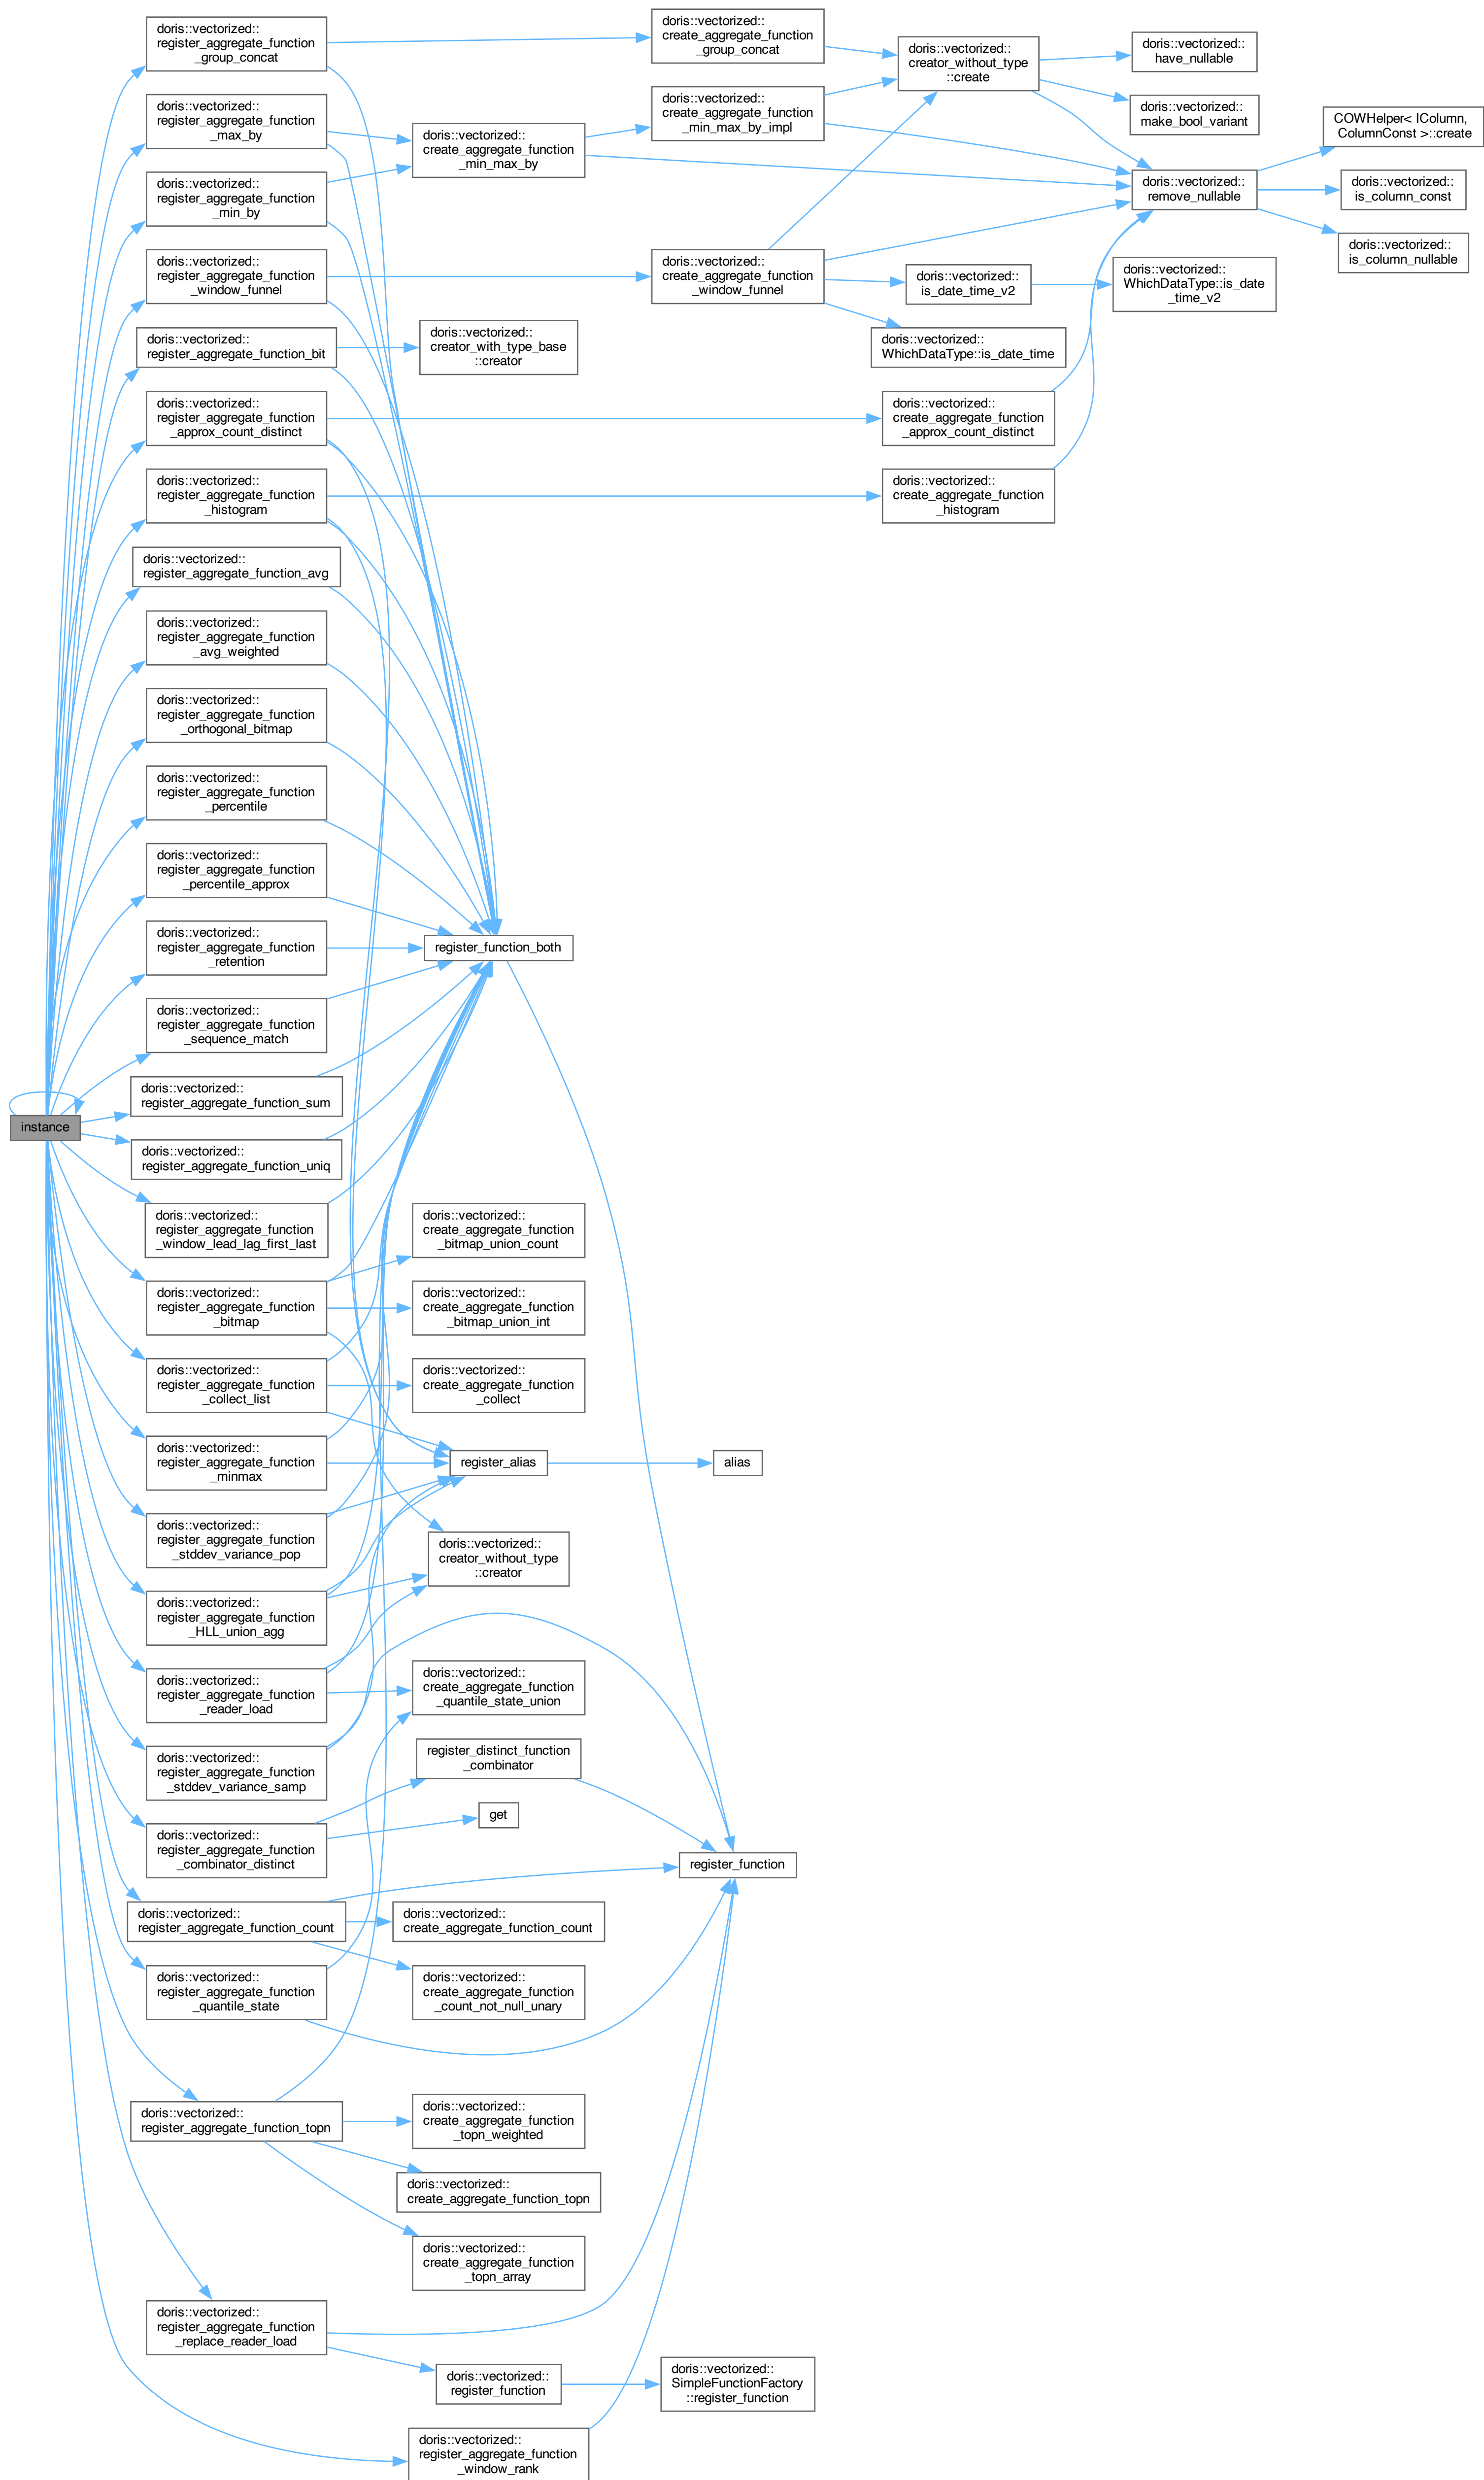 doris::vectorized::
register_aggregate_function
_group_concat
doris::vectorized::
register_aggregate_function
_max_by
doris::vectorized::
register_aggregate_function
_min_by
doris::vectorized::
register_aggregate_function
_window_funnel
doris::vectorized::
register_aggregate_function_bit
doris::vectorized::
register_aggregate_function
_approx_count_distinct
doris::vectorized::
register_aggregate_function
_histogram
doris::vectorized::
register_aggregate_function_avg
doris::vectorized::
register_aggregate_function
_avg_weighted
doris::vectorized::
register_aggregate_function
_orthogonal_bitmap
doris::vectorized::
register_aggregate_function
_percentile
doris::vectorized::
register_aggregate_function
_percentile_approx
doris::vectorized::
register_aggregate_function
_retention
doris::vectorized::
register_aggregate_function
_sequence_match
doris::vectorized::
register_aggregate_function_sum
instance
doris::vectorized::
register_aggregate_function_uniq
doris::vectorized::
register_aggregate_function
_window_lead_lag_first_last
doris::vectorized::
register_aggregate_function
_bitmap
doris::vectorized::
register_aggregate_function
_collect_list
doris::vectorized::
register_aggregate_function
_minmax
doris::vectorized::
register_aggregate_function
_stddev_variance_pop
doris::vectorized::
register_aggregate_function
_HLL_union_agg
doris::vectorized::
register_aggregate_function
_reader_load
doris::vectorized::
register_aggregate_function
_stddev_variance_samp
doris::vectorized::
register_aggregate_function
_combinator_distinct
doris::vectorized::
register_aggregate_function_count
doris::vectorized::
register_aggregate_function
_quantile_state
doris::vectorized::
register_aggregate_function_topn
doris::vectorized::
register_aggregate_function
_replace_reader_load
doris::vectorized::
register_aggregate_function
_window_rank
doris::vectorized::
create_aggregate_function
_min_max_by
doris::vectorized::
creator_with_type_base
::creator
register_function_both
doris::vectorized::
create_aggregate_function
_bitmap_union_count
doris::vectorized::
create_aggregate_function
_bitmap_union_int
doris::vectorized::
create_aggregate_function
_collect
register_alias
doris::vectorized::
creator_without_type
::creator
doris::vectorized::
create_aggregate_function
_quantile_state_union
register_distinct_function
_combinator
get
doris::vectorized::
create_aggregate_function_count
doris::vectorized::
create_aggregate_function
_count_not_null_unary
doris::vectorized::
create_aggregate_function
_topn_weighted
doris::vectorized::
create_aggregate_function_topn
doris::vectorized::
create_aggregate_function
_topn_array
doris::vectorized::
register_function
doris::vectorized::
create_aggregate_function
_group_concat
doris::vectorized::
create_aggregate_function
_min_max_by_impl
doris::vectorized::
create_aggregate_function
_window_funnel
alias
register_function
doris::vectorized::
SimpleFunctionFactory
::register_function
doris::vectorized::
creator_without_type
::create
doris::vectorized::
is_date_time_v2
doris::vectorized::
WhichDataType::is_date_time
doris::vectorized::
create_aggregate_function
_approx_count_distinct
doris::vectorized::
create_aggregate_function
_histogram
doris::vectorized::
have_nullable
doris::vectorized::
make_bool_variant
doris::vectorized::
remove_nullable
doris::vectorized::
WhichDataType::is_date
_time_v2
COWHelper< IColumn,
ColumnConst >::create
doris::vectorized::
is_column_const
doris::vectorized::
is_column_nullable